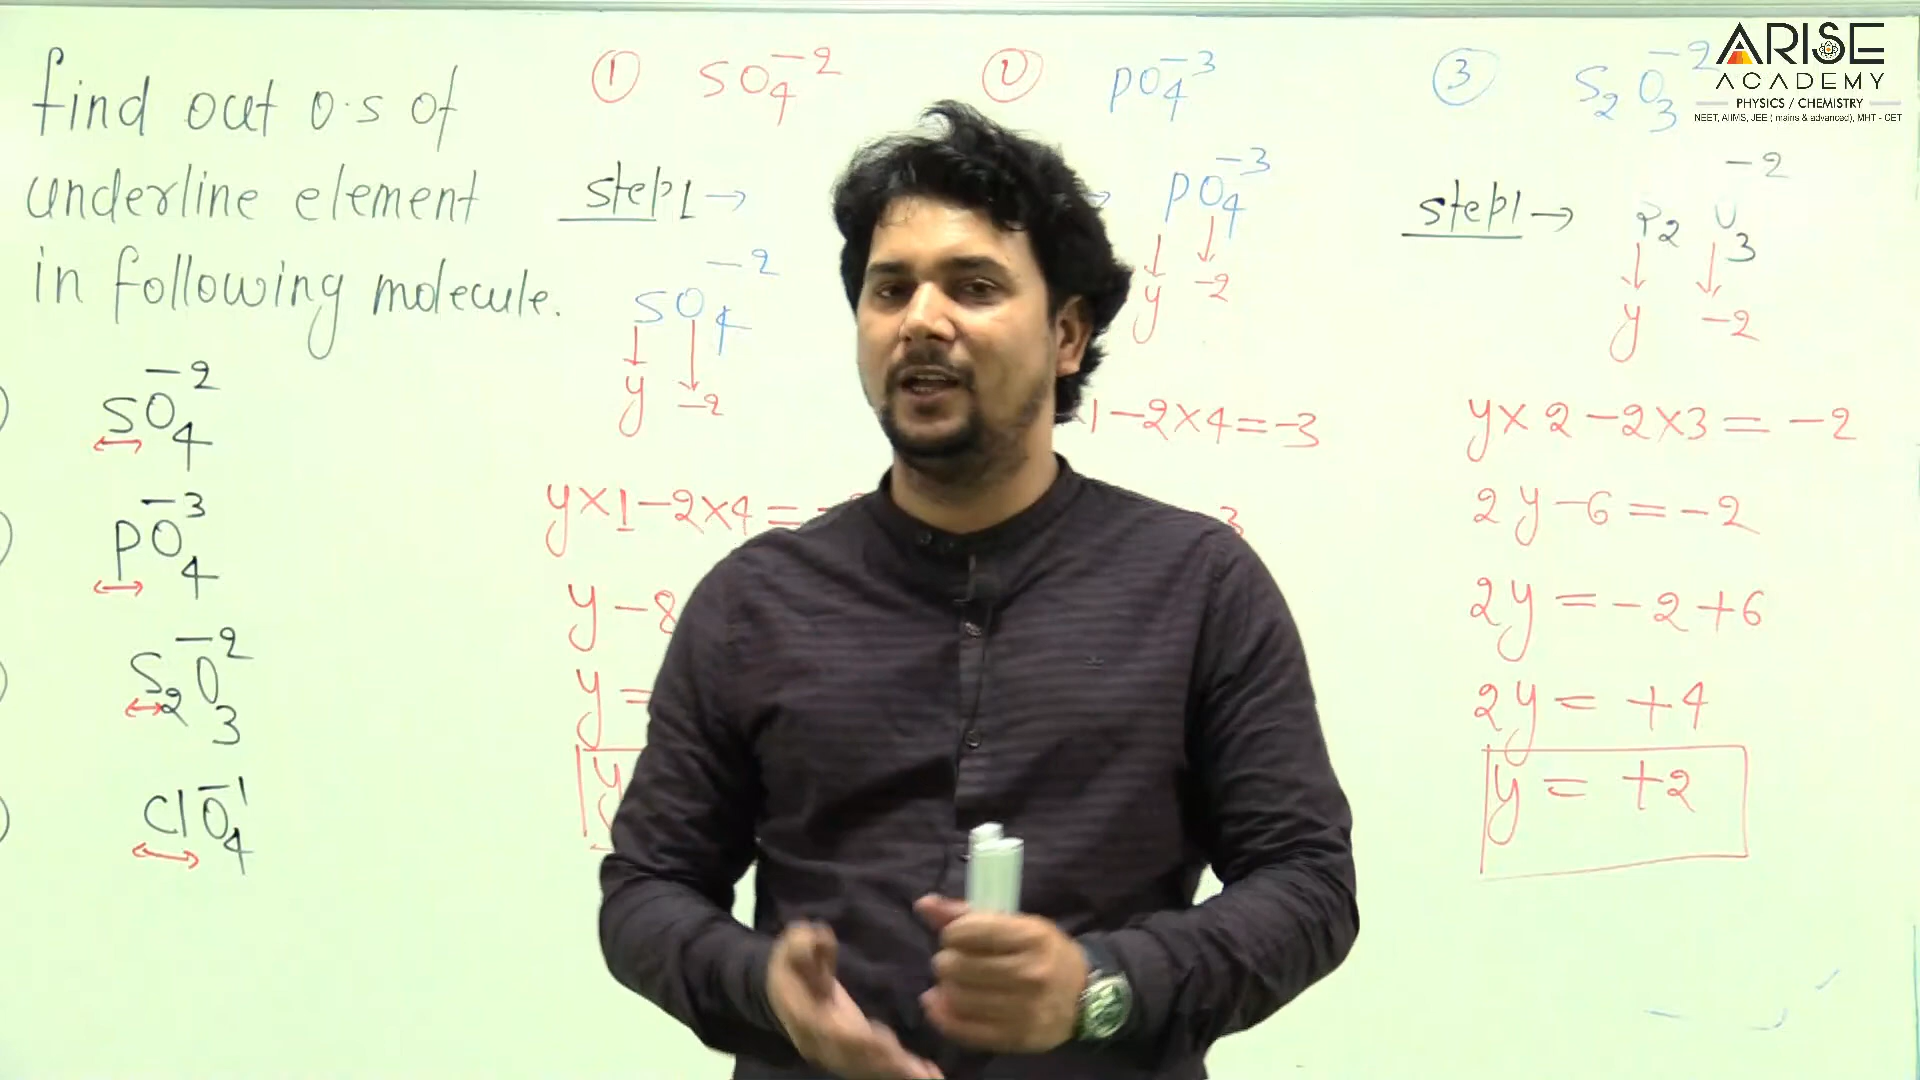 find out o.s of
underline element
in following molecule.
SO₄⁻²
PO₄⁻³
S₂O₃⁻²
ClO₄⁻¹
① SO₄⁻²
step1 →
SO₄⁻²
y -2
y×1-2×4=
y-8
y=
y
② PO₄⁻³
PO₄⁻³
y -2
1-2×4=-3
3
③ S₂O₃⁻²
step1 → ₂ ₃⁻²
y -2
y×2-2×3=-2
2y-6=-2
2y=-2+6
2y=+4
y=+2
ARISE
ACADEMY
PHYSICS / CHEMISTRY
NEET, AIIMS, JEE ( mains & advanced), MHT - CET